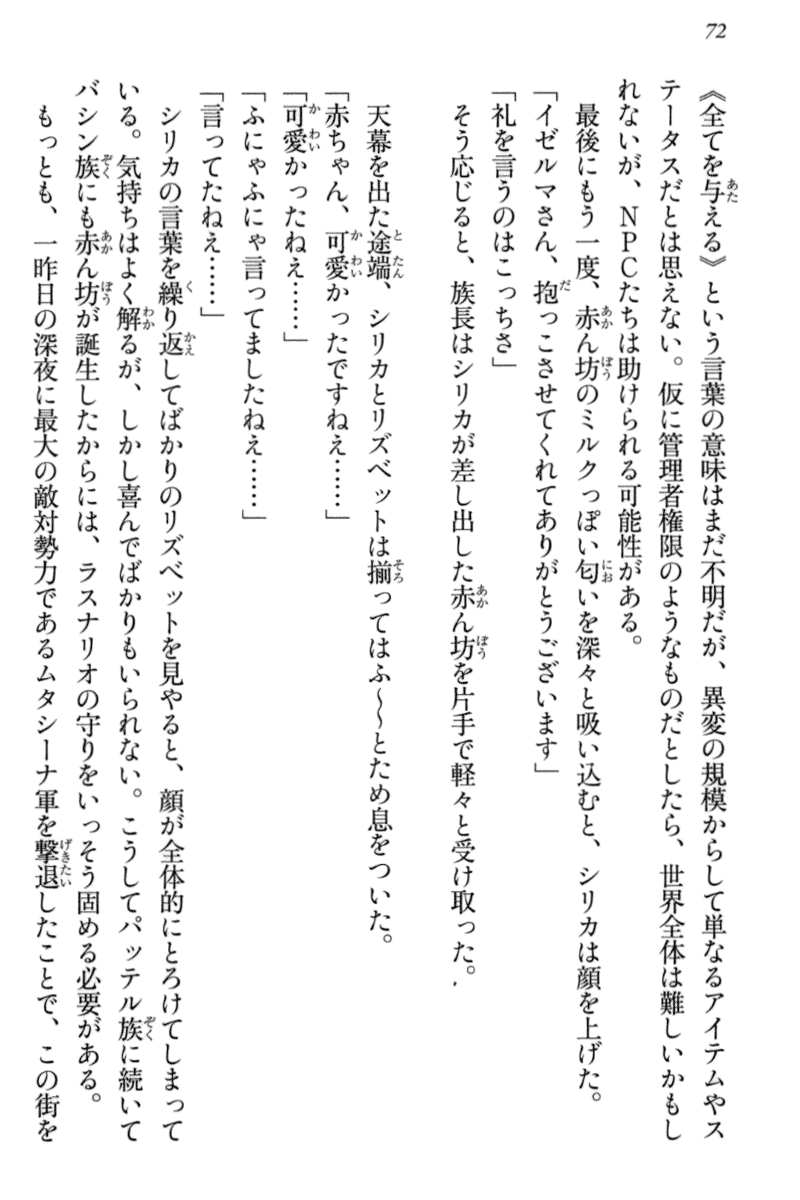 72
《全てを与える》という言葉の意味はまだ不明だが、異変の規模からして単なるアイテムやス
テータスだとは思えない。仮に管理者権限のようなものだとしたら、世界全体は難しいかもし
れないが、NPCたちは助けられる可能性がある。
最後にもう一度、赤ん坊のミルクっぽい匂いを深々と吸い込むと、シリカは顔を上げた。
「イゼルマさん、抱っこさせてくれてありがとうございます」
「礼を言うのはこっちさ」
そう応じると、族長はシリカが差し出した赤ん坊を片手で軽々と受け取った。
天幕を出た途端、シリカとリズベットは揃ってはふ〜〜とため息をついた。
「赤ちゃん、可愛かったですねえ……」
「可愛かったねえ……」
「ふにゃふにゃ言ってましたねえ……」
「言ってたねえ……」
シリカの言葉を繰り返してばかりのリズベットを見やると、顔が全体的にとろけてしまって
いる。気持ちはよく解るが、しかし喜んでばかりもいられない。こうしてパッテル族に続いて
バシン族にも赤ん坊が誕生したからには、ラスナリオの守りをいっそう固める必要がある。
もっとも、一昨日の深夜に最大の敵対勢力であるムタシーナ軍を撃退したことで、この街を